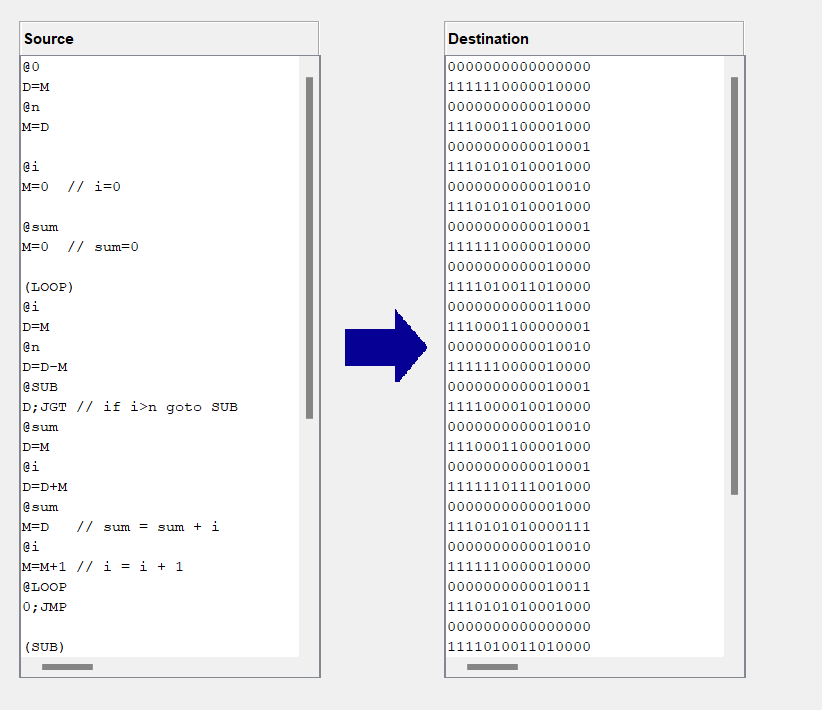 Source
@0
D=M
@n
M=D
@i
M=0  // i=0
@sum
M=0  // sum=0
(LOOP)
@i
D=M
@n
D=D-M
@SUB
D;JGT // if i>n goto SUB
@sum
D=M
@i
D=D+M
@sum
M=D   // sum = sum + i
@i
M=M+1 // i = i + 1
@LOOP
0;JMP
(SUB)
Destination
0000000000000000
1111110000010000
0000000000010000
1110001100001000
0000000000010001
1110101010001000
0000000000010010
1110101010001000
0000000000010001
1111110000010000
0000000000010000
1111010011010000
0000000000011000
1110001100000001
0000000000010010
1111110000010000
0000000000010001
1111000010010000
0000000000010010
1110001100001000
0000000000010001
1111110111001000
0000000000001000
1110101010000111
0000000000010010
1111110000010000
0000000000010011
1110101010001000
0000000000000000
1111010011010000